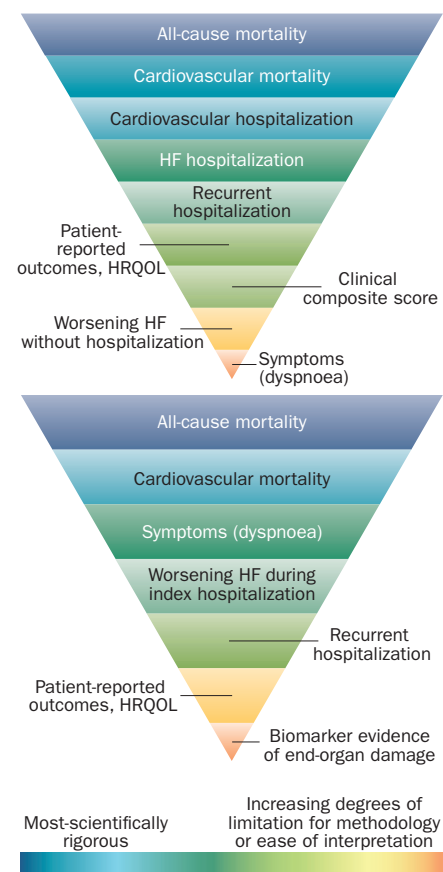 All-cause mortality
Cardiovascular mortality
Cardiovascular hospitalization
HF hospitalization
Recurrent
hospitalization
Patient-
reported
outcomes, HRQOL
Clinical
composite score
Worsening HF
without hospitalization
Symptoms
(dyspnoea)
All-cause mortality
Cardiovascular mortality
Symptoms (dyspnoea)
Worsening HF during
index hospitalization
Recurrent
hospitalization
Patient-reported
outcomes, HRQOL
Biomarker evidence
of end-organ damage
Most-scientifically
rigorous
Increasing degrees of
limitation for methodology
or ease of interpretation